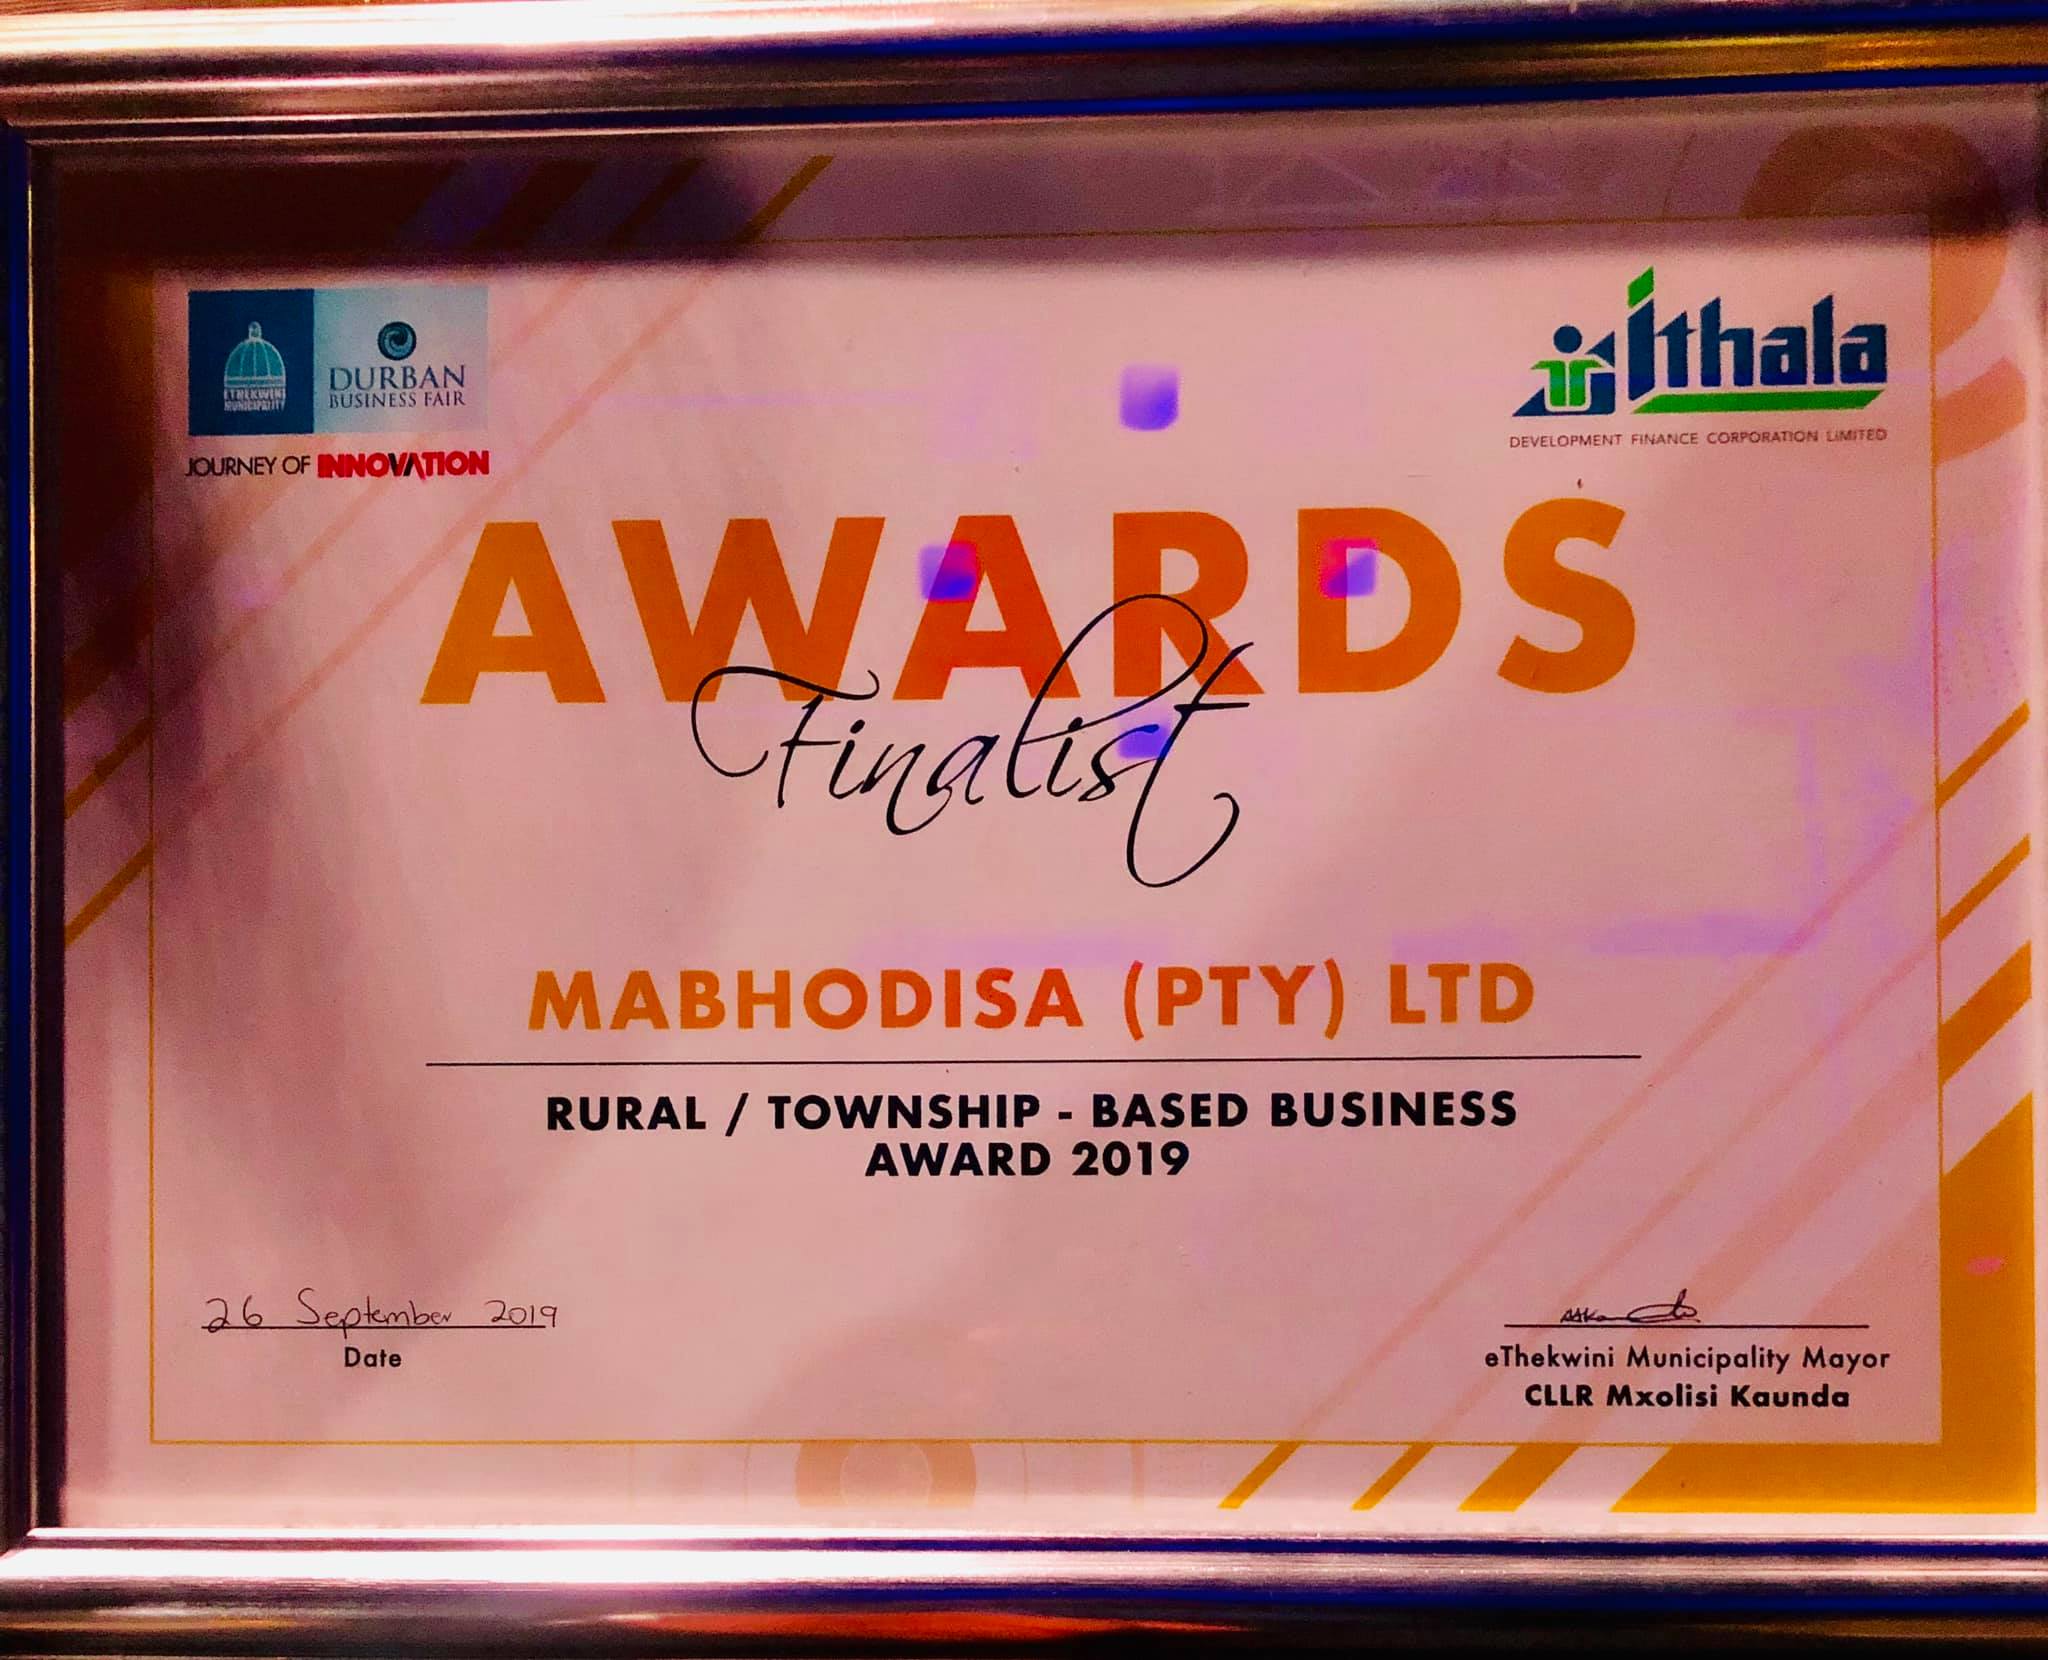 ETHEKWINI
MUNICIPALITY
DURBAN
BUSINESS FAIR
JOURNEY OF INNOVATION
ithala
DEVELOPMENT FINANCE CORPORATION LIMITED
AWARDS
Finalist
MABHODISA (PTY) LTD
RURAL / TOWNSHIP - BASED BUSINESS
AWARD 2019
26 September 2019
Date
eThekwini Municipality Mayor
CLLR Mxolisi Kaunda